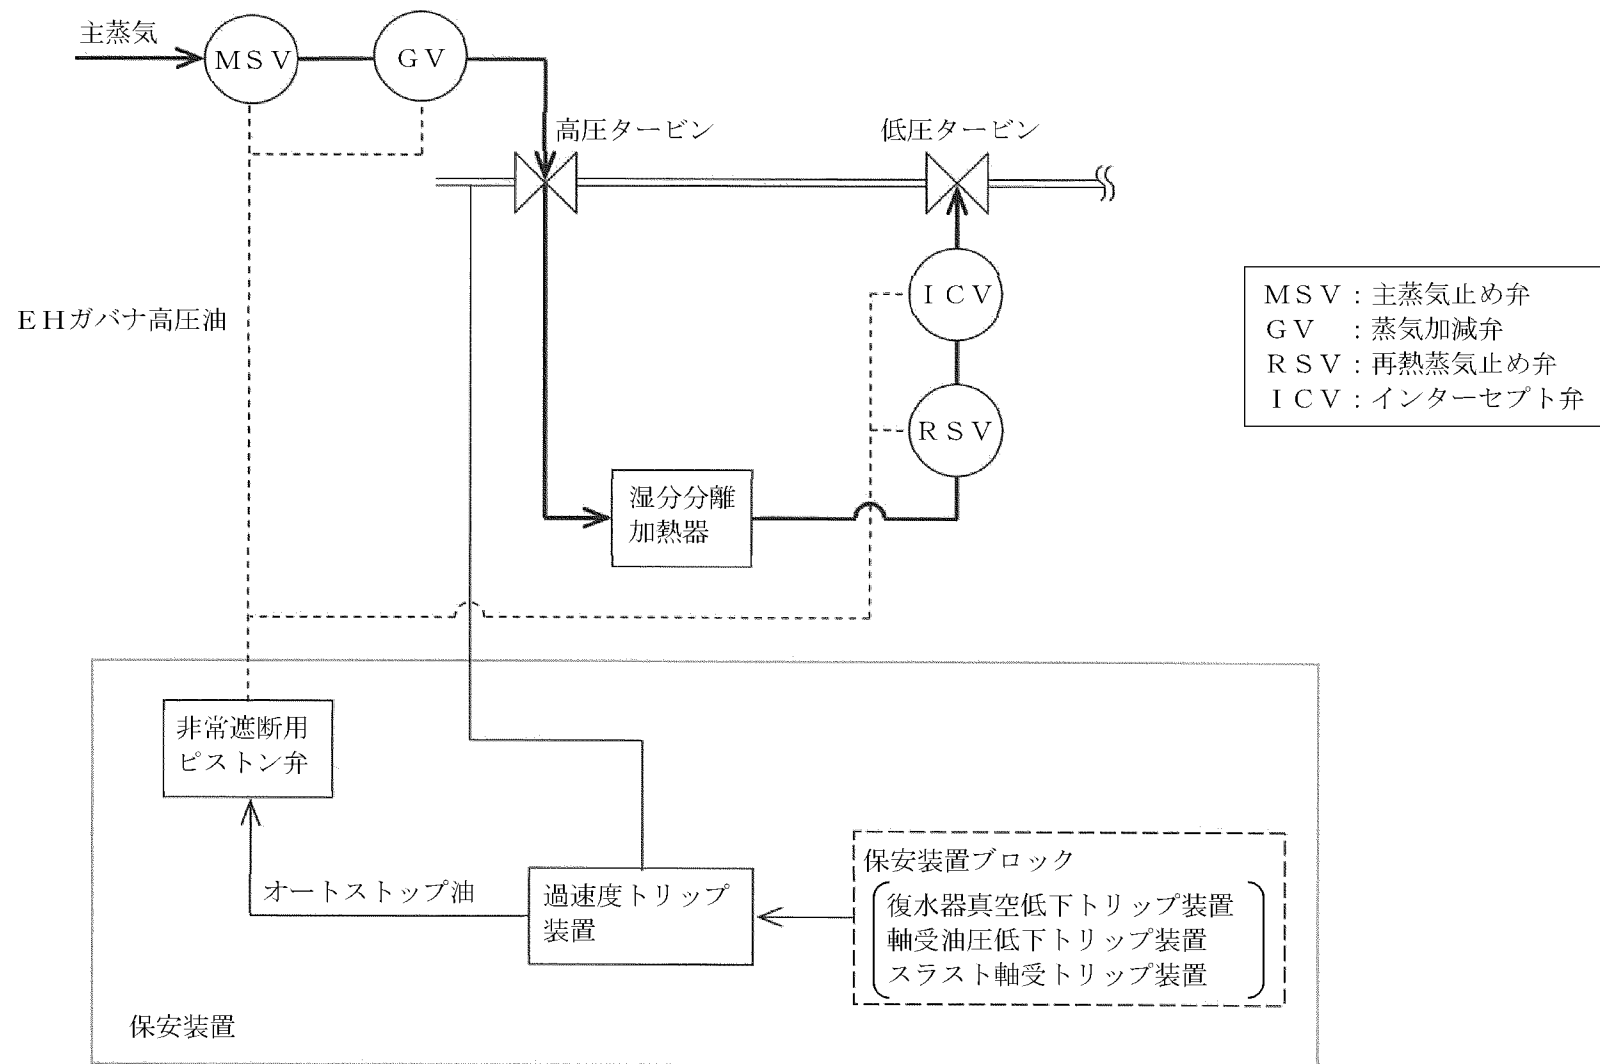 主蒸気
MSV
GV
高圧タービン
低圧タービン
ICV
EHガバナ高圧油
MSV：主蒸気止め弁
GV　：蒸気加減弁
RSV：再熱蒸気止め弁
ICV：インターセプト弁
RSV
湿分分離
加熱器
非常遮断用
ピストン弁
オートストップ油
過速度トリップ
装置
保安装置ブロック
復水器真空低下トリップ装置
軸受油圧低下トリップ装置
スラスト軸受トリップ装置
保安装置